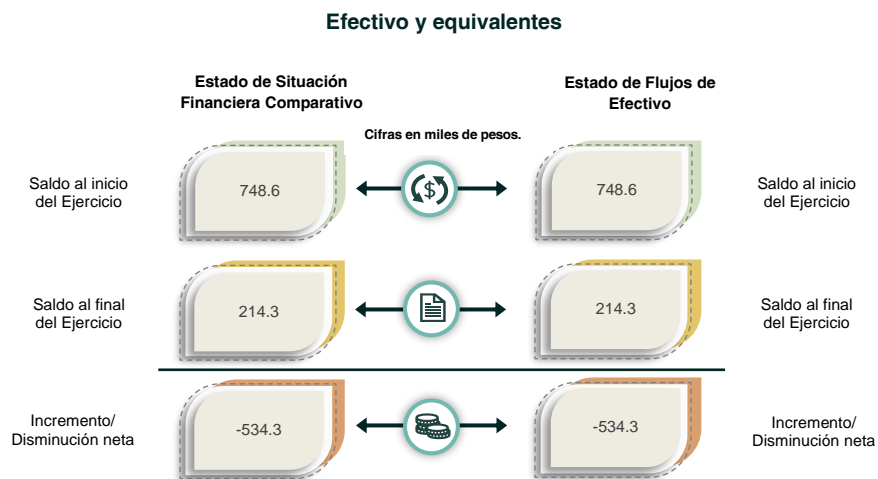 Efectivo y equivalentes
Estado de Situación
Financiera Comparativo
Estado de Flujos de
Efectivo
Cifras en miles de pesos.
Saldo al inicio
del Ejercicio
748.6
$
748.6
Saldo al inicio
del Ejercicio
Saldo al final
del Ejercicio
214.3
214.3
Saldo al final
del Ejercicio
Incremento/
Disminución neta
-534.3
-534.3
Incremento/
Disminución neta